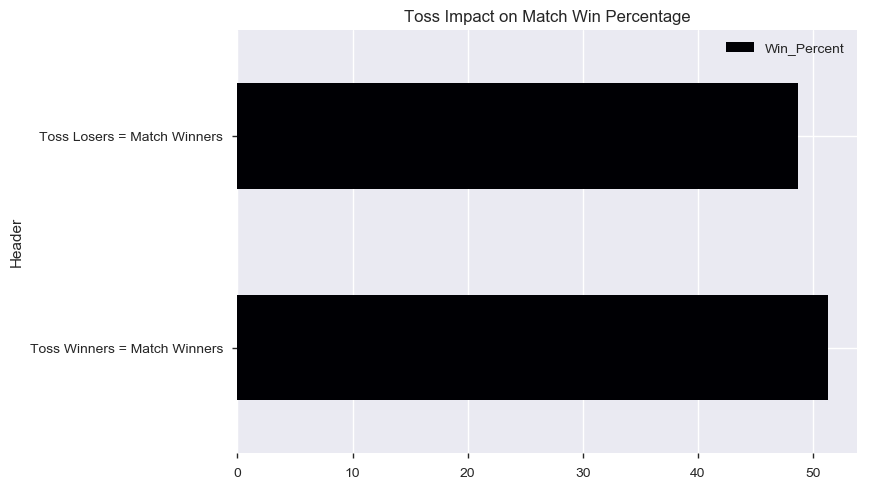 Toss Impact on Match Win Percentage
Win_Percent
Toss Losers = Match Winners
Header
Toss Winners = Match Winners
0 10 20 30 40 50